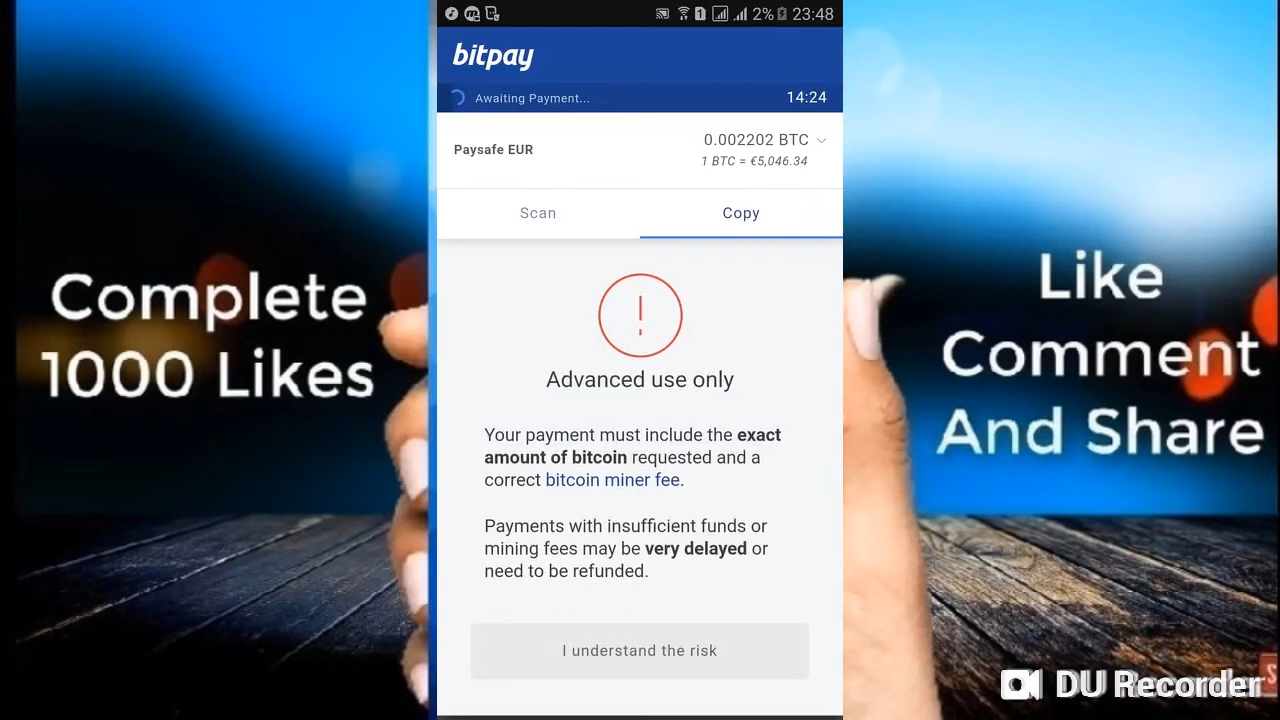 Complete
1000 Likes
1
2%
23:48
bitpay
Awaiting Payment...
14:24
Paysafe EUR
0.002202 BTC
1 BTC = €5,046.34
Scan
Copy
Advanced use only
Your payment must include the exact
amount of bitcoin requested and a
correct bitcoin miner fee.
Payments with insufficient funds or
mining fees may be very delayed or
need to be refunded.
I understand the risk
Like
Comment
And Share
DU Recorder